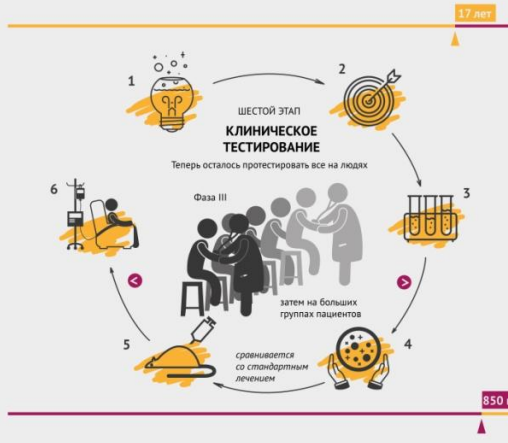 17 лет
1
2
ШЕСТОЙ ЭТАП
КЛИНИЧЕСКОЕ
ТЕСТИРОВАНИЕ
Теперь осталось протестировать все на людях
6
Фаза III
3
затем на больших
группах пациентов
5
4
сравнивается
со стандартным
лечением
850